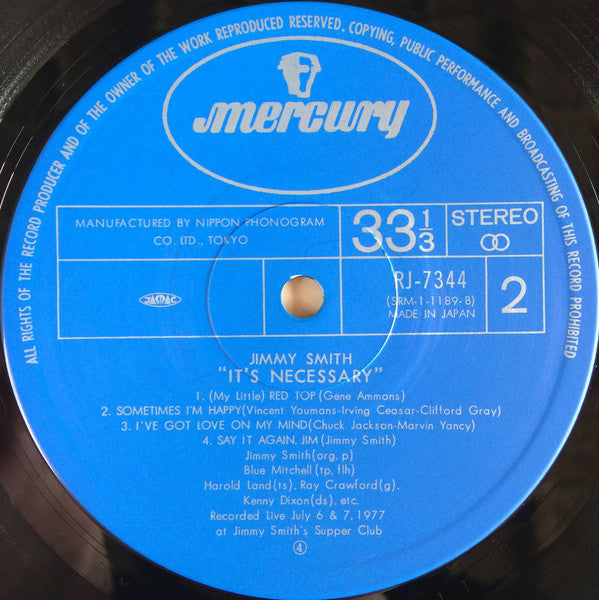 ALL RIGHTS OF THE RECORD PRODUCER AND OF THE OWNER OF THE WORK REPRODUCED RESERVED. COPYING, PUBLIC PERFORMANCE AND BROADCASTING OF THIS RECORD PROHIBITED
mercury
MANUFACTURED BY NIPPON PHONOGRAM
CO. LTD., TOKYO
33 1/3
STEREO
JASRAC
RJ-7344
(SRM-1-1189-B)
MADE IN JAPAN
2
JIMMY SMITH
"IT'S NECESSARY"
1. (My Little) RED TOP (Gene Ammons)
2. SOMETIMES I'M HAPPY(Vincent Youmans-Irving Ceasar-Clifford Gray)
3. I'VE GOT LOVE ON MY MIND(Chuck Jackson-Marvin Yancy)
4. SAY IT AGAIN, JIM(Jimmy Smith)
Jimmy Smith(org, p)
Blue Mitchell(tp, flh)
Harold Land(ts), Ray Crawford(g),
Kenny Dixon(ds), etc.
Recorded Live July 6 & 7, 1977
at Jimmy Smith's Supper Club
④